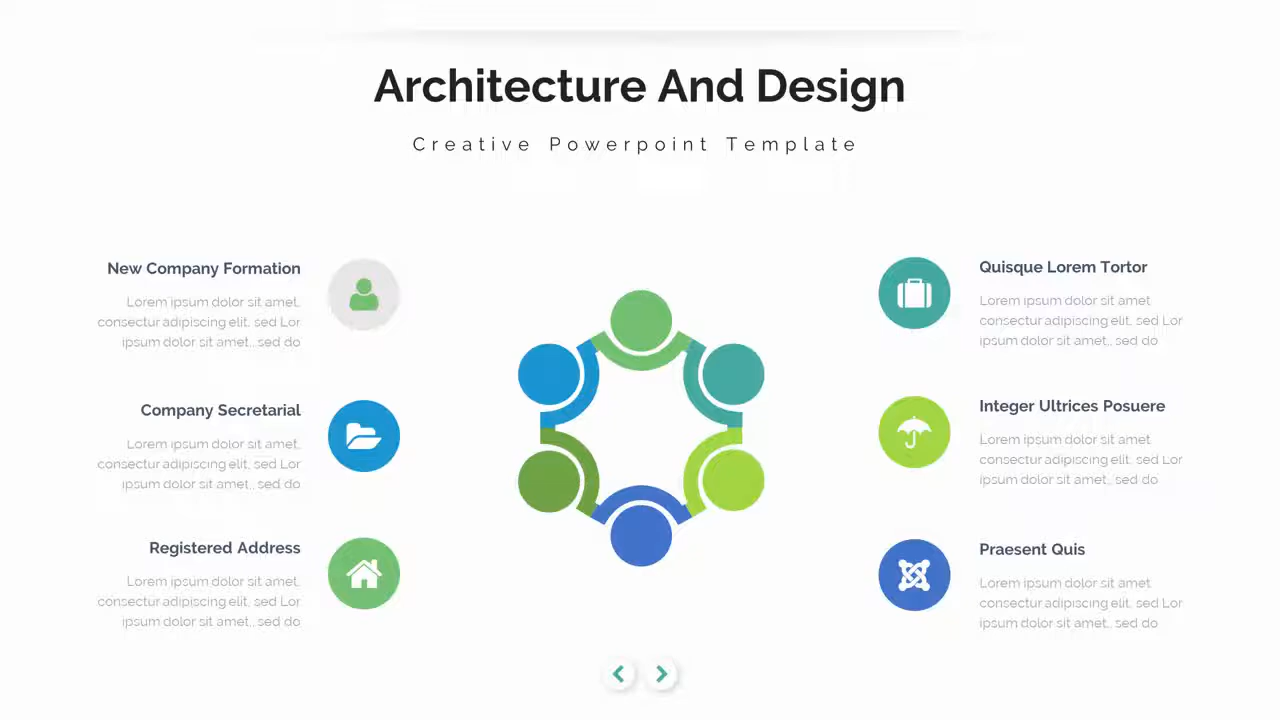 Architecture And Design
Creative Powerpoint Template
New Company Formation
Lorem ipsum dolor sit amet,
consectur adipiscing elit, sed Lor
ipsum dolor sit amet,, sed do
Company Secretarial
Lorem ipsum dolor sit amet,
consectur adipiscing elit, sed Lor
ipsum dolor sit amet,, sed do
Registered Address
Lorem ipsum dolor sit amet,
consectur adipiscing elit, sed Lor
ipsum dolor sit amet,, sed do
Quisque Lorem Tortor
Lorem ipsum dolor sit amet
consectur adipiscing elit, sed Lor
ipsum dolor sit amet,, sed do
Integer Ultrices Posuere
Lorem ipsum dolor sit amet
consectur adipiscing elit, sed Lor
ipsum dolor sit amet,, sed do
Praesent Quis
Lorem ipsum dolor sit amet
consectur adipiscing elit, sed Lor
ipsum dolor sit amet,, sed do